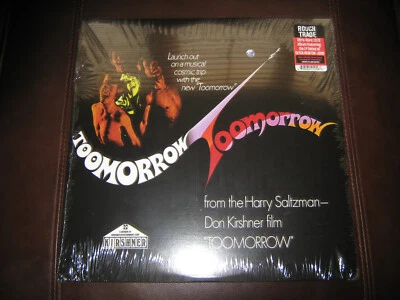 Launch out
on a musical
cosmic trip
with the
new "Toomorrow"
ROUGH
TRADE
TOOMORROW
Toomorrow
from the Harry Saltzman—
Don Kirshner film
"TOOMORROW"
KIRSHNER